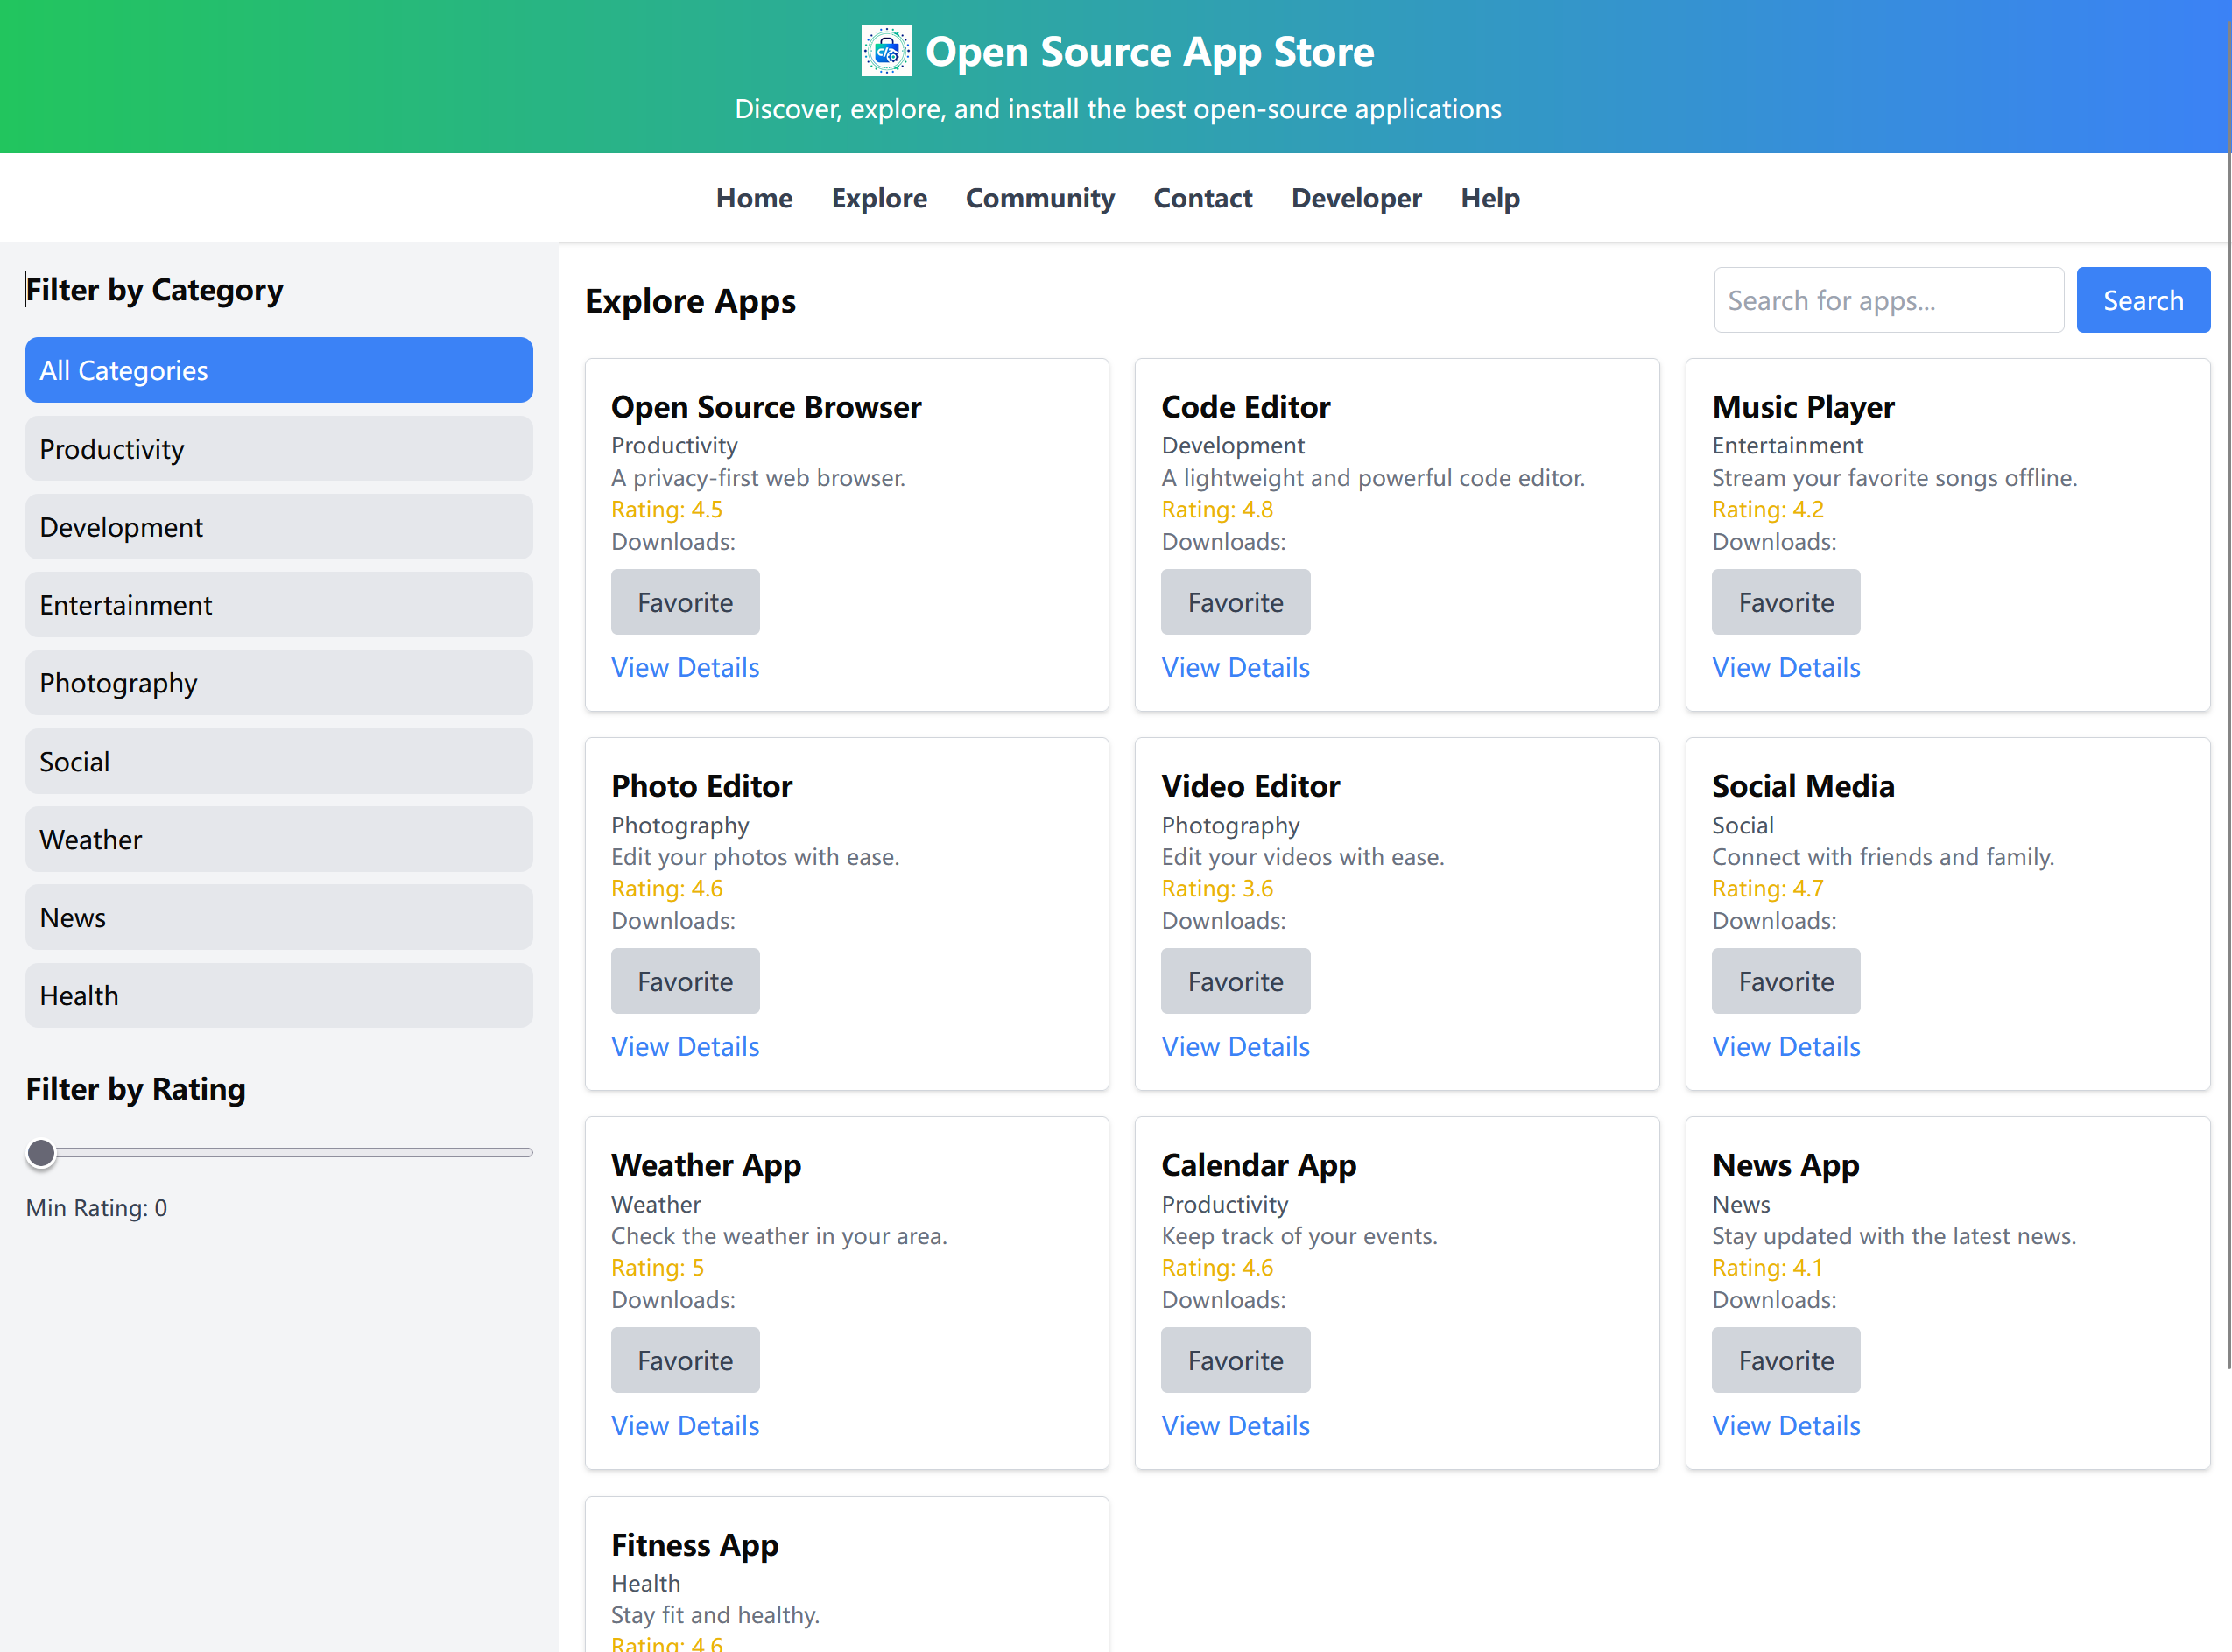 Open Source App Store
Discover, explore, and install the best open-source applications
Home Explore Community Contact Developer Help
Filter by Category
All Categories
Productivity
Development
Entertainment
Photography
Social
Weather
News
Health
Filter by Rating
Min Rating: 0
Explore Apps
Search for apps...
Search
Open Source Browser
Productivity
A privacy-first web browser.
Rating: 4.5
Downloads:
Favorite
View Details
Code Editor
Development
A lightweight and powerful code editor.
Rating: 4.8
Downloads:
Favorite
View Details
Music Player
Entertainment
Stream your favorite songs offline.
Rating: 4.2
Downloads:
Favorite
View Details
Photo Editor
Photography
Edit your photos with ease.
Rating: 4.6
Downloads:
Favorite
View Details
Video Editor
Photography
Edit your videos with ease.
Rating: 3.6
Downloads:
Favorite
View Details
Social Media
Social
Connect with friends and family.
Rating: 4.7
Downloads:
Favorite
View Details
Weather App
Weather
Check the weather in your area.
Rating: 5
Downloads:
Favorite
View Details
Calendar App
Productivity
Keep track of your events.
Rating: 4.6
Downloads:
Favorite
View Details
News App
News
Stay updated with the latest news.
Rating: 4.1
Downloads:
Favorite
View Details
Fitness App
Health
Stay fit and healthy.
Rating: 4.6